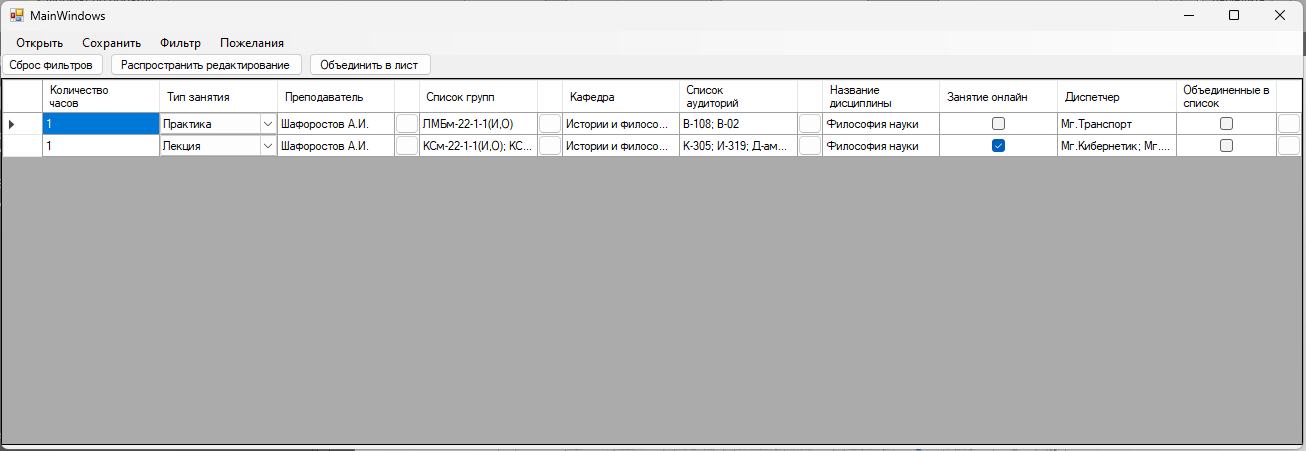 MainWindows
Открыть Сохранить Фильтр Пожелания
Сброс фильтров Распространить редактирование Объединить в лист
Количество часов Тип занятия Преподаватель Список групп Кафедра Список аудиторий Название дисциплины Занятие онлайн Диспетчер Объединенные в список
1 Практика Шафоростов А.И. ЛМБм-22-1-1(И,О) Истории и филосо... В-108; В-02 Философия науки Мг.Транспорт
1 Лекция Шафоростов А.И. КСм-22-1-1(И,О); КС... Истории и филосо... К-305; И-319; Д-ам... Философия науки Мг.Кибернетик; Мг....